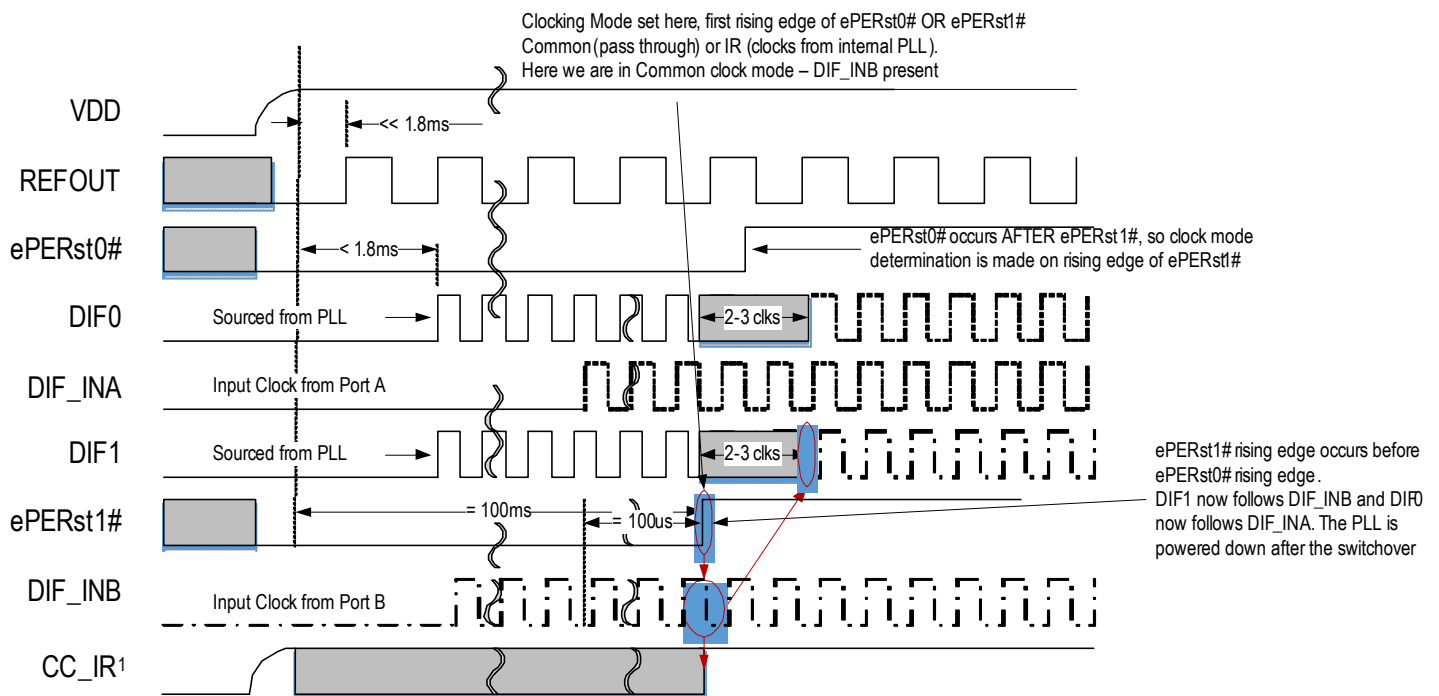 Clocking Mode set here, first rising edge of ePERst0# OR ePERst1#
Common (pass through) or IR (clocks from internal PLL).
Here we are in Common clock mode – DIF_INB present
VDD
<< 1.8ms
REFOUT
ePERst0#
< 1.8ms
ePERst0# occurs AFTER ePERst1#, so clock mode
determination is made on rising edge of ePERst1#
DIF0
Sourced from PLL
2-3 clks
DIF_INA
Input Clock from Port A
DIF1
Sourced from PLL
2-3 clks
ePERst1# rising edge occurs before
ePERst0# rising edge.
DIF1 now follows DIF_INB and DIF0
now follows DIF_INA. The PLL is
powered down after the switchover
ePERst1#
= 100ms
= 100us
DIF_INB
Input Clock from Port B
CC_IR¹